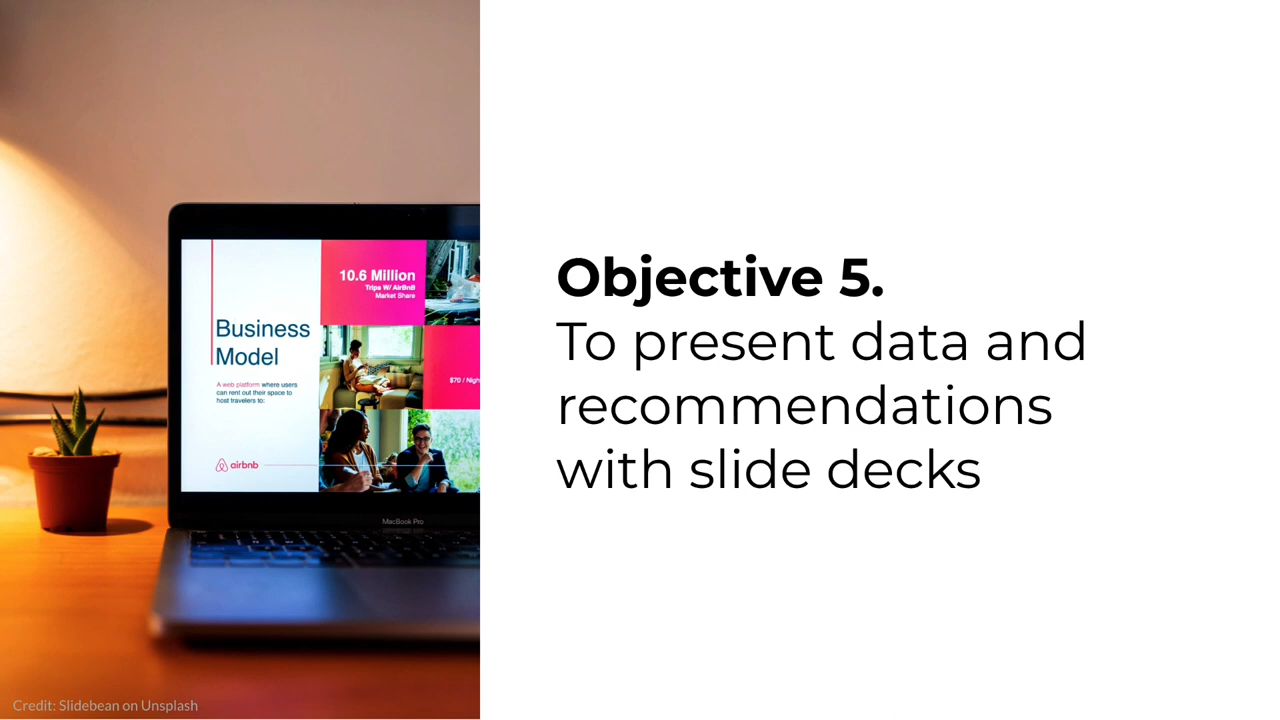 Business
Model
A web platform where users
can rent out their space to
host travelers to:
airbnb
10.6 Million
Trips W/ AirBnB
Market Share
$70 / Nigh
MacBook Pro
Credit: Slidebean on Unsplash
Objective 5.
To present data and
recommendations
with slide decks